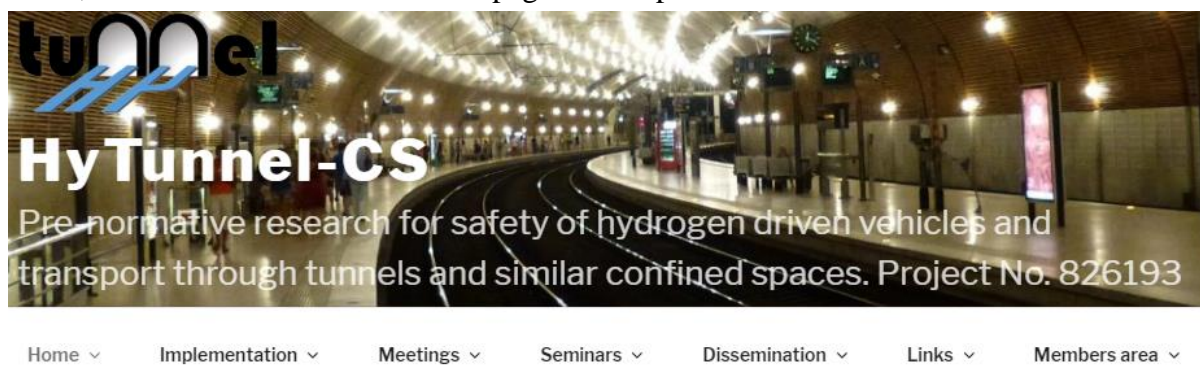 tunnel
HyTunnel-CS
Pre-normative research for safety of hydrogen driven vehicles and
transport through tunnels and similar confined spaces. Project No. 826193
Home Implementation Meetings Seminars Dissemination Links Members area